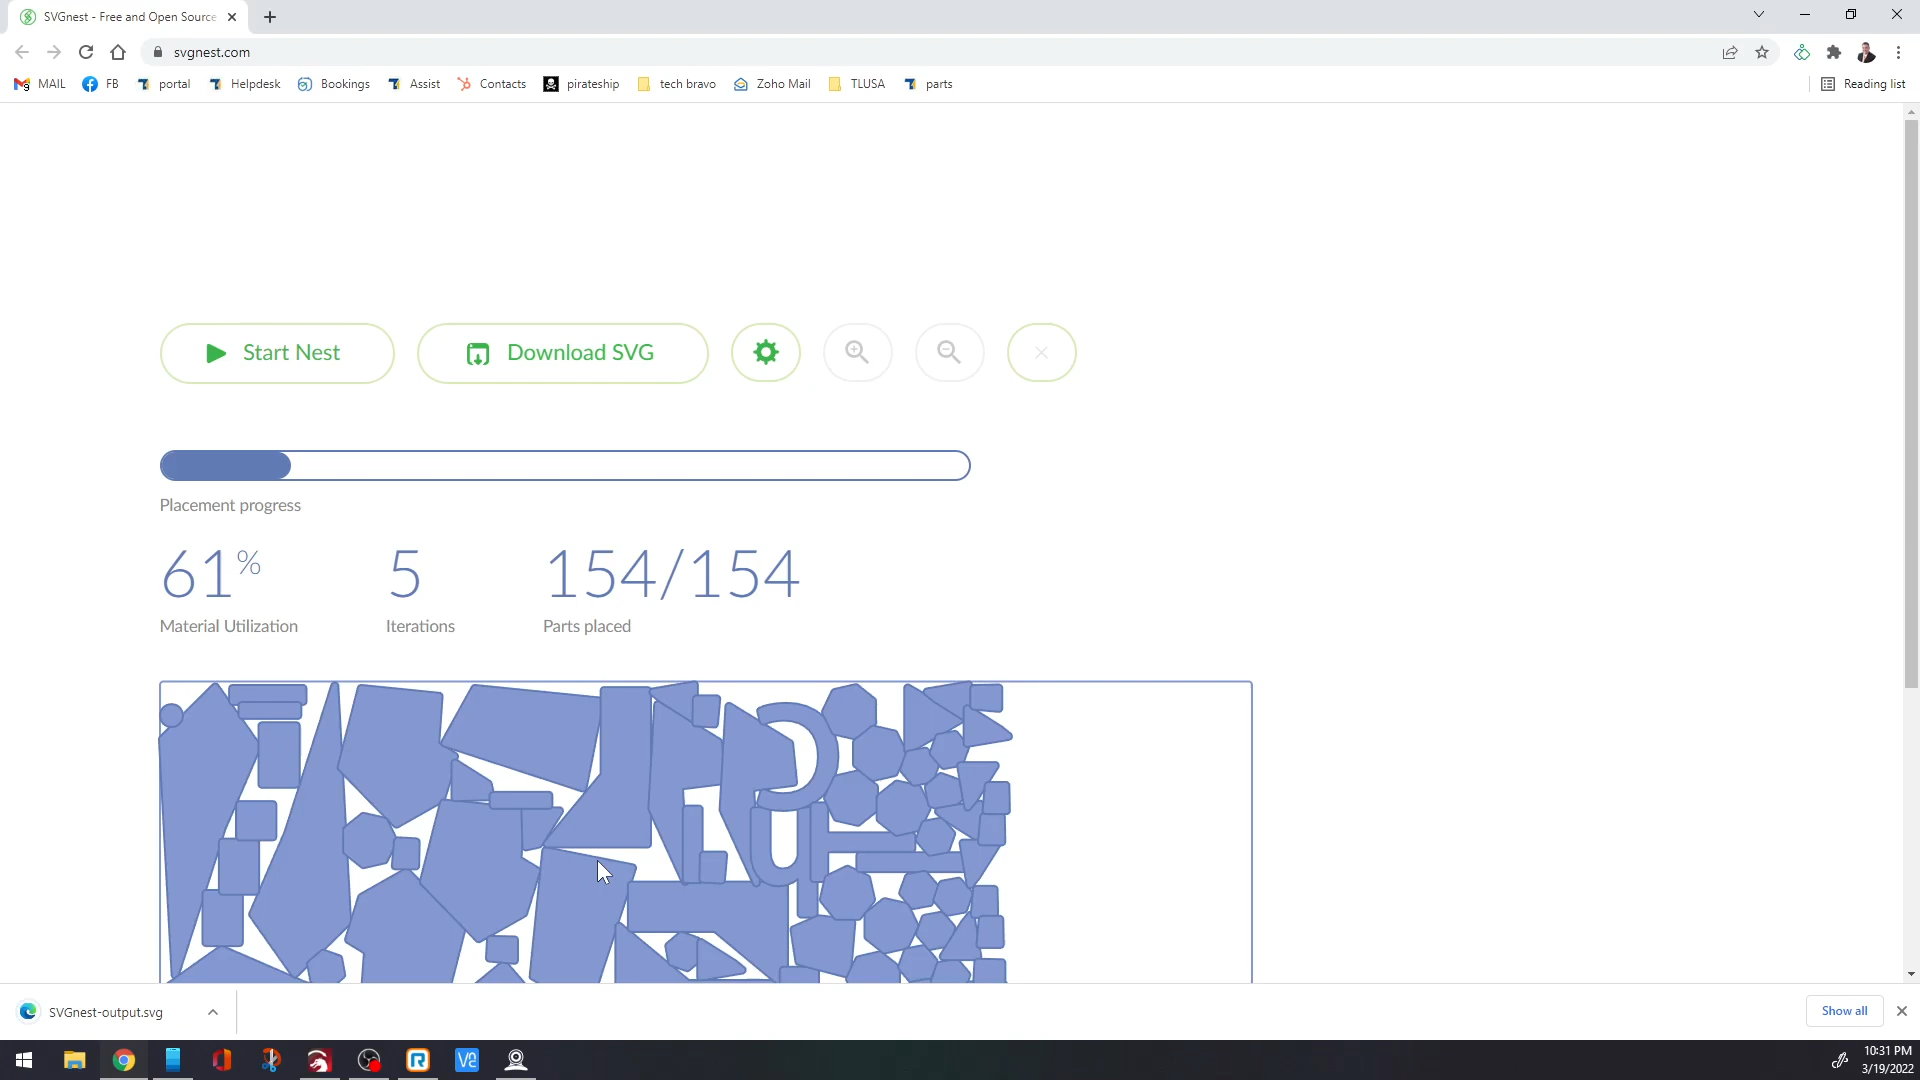 SVGnest - Free and Open Source
svgnest.com
MAIL FB portal Helpdesk Bookings Assist Contacts pirateship tech bravo Zoho Mail TLUSA parts Reading list
Start Nest Download SVG
Placement progress
61% 5 154/154
Material Utilization Iterations Parts placed
SVGnest-output.svg Show all
10:31 PM
3/19/2022